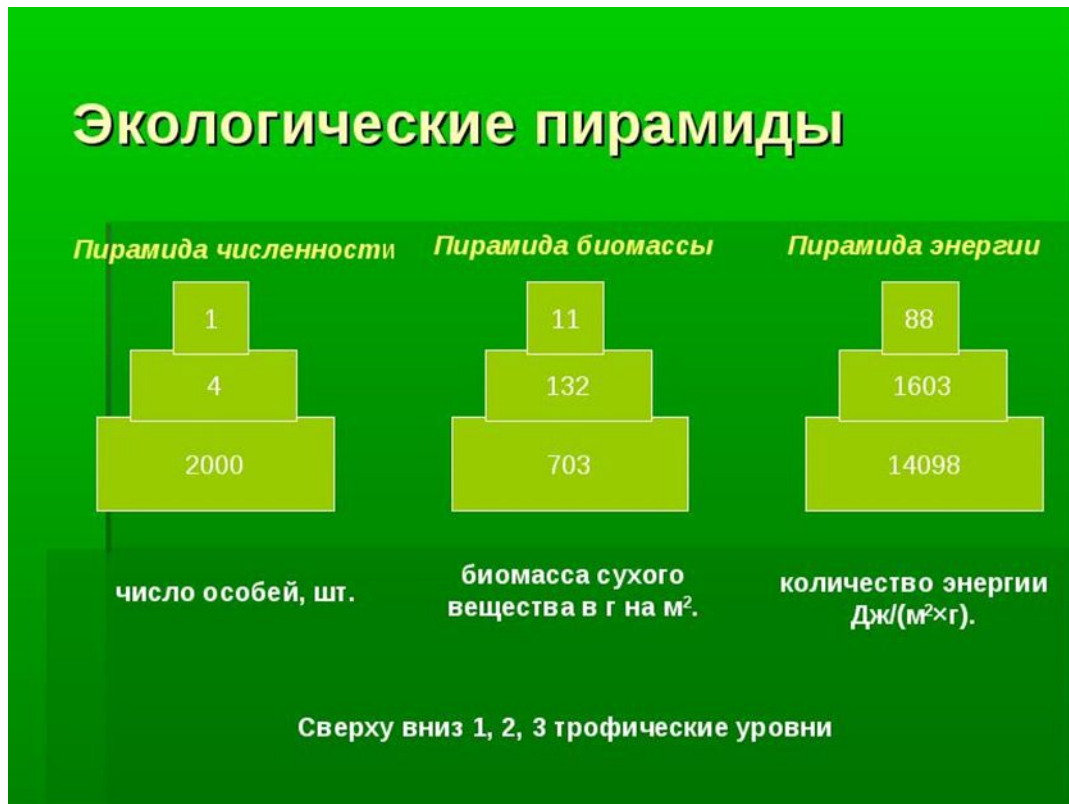 Экологические пирамиды
Пирамида численности
1
4
2000
число особей, шт.
Пирамида биомассы
11
132
703
биомасса сухого
вещества в г на м².
Пирамида энергии
88
1603
14098
количество энергии
Дж/(м²×г).
Сверху вниз 1, 2, 3 трофические уровни